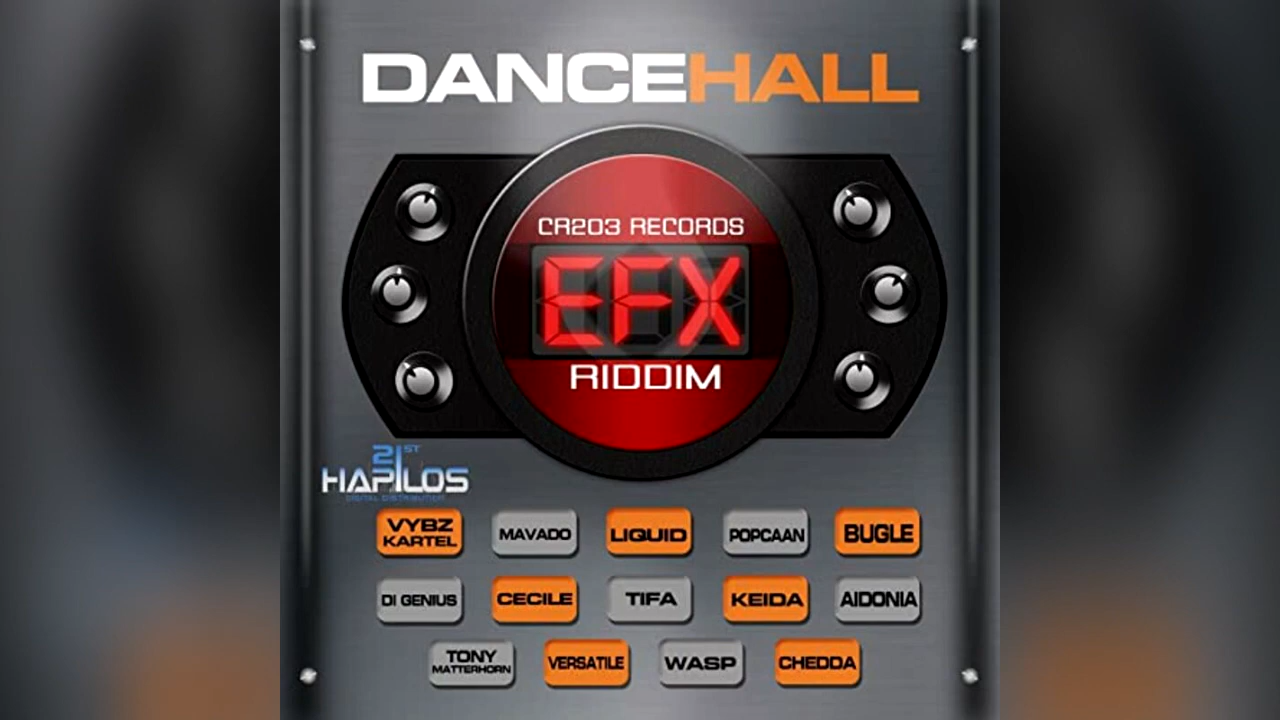 DANCEHALL
CR203 RECORDS
EFX
RIDDIM
21ST
HAPILOS
DIGITAL DISTRIBUTION
VYBZ
KARTEL
MAVADO
LIQUID
POPCAAN
BUGLE
DI GENIUS
CECILE
TIFA
KEIDA
AIDONIA
TONY
MATTERHORN
VERSATILE
WASP
CHEDDA